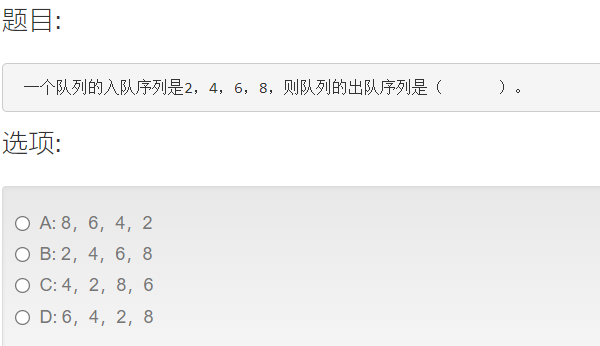 题目:
一个队列的入队序列是2，4，6，8，则队列的出队序列是（　　　）。
选项:
A: 8，6，4，2
B: 2，4，6，8
C: 4，2，8，6
D: 6，4，2，8